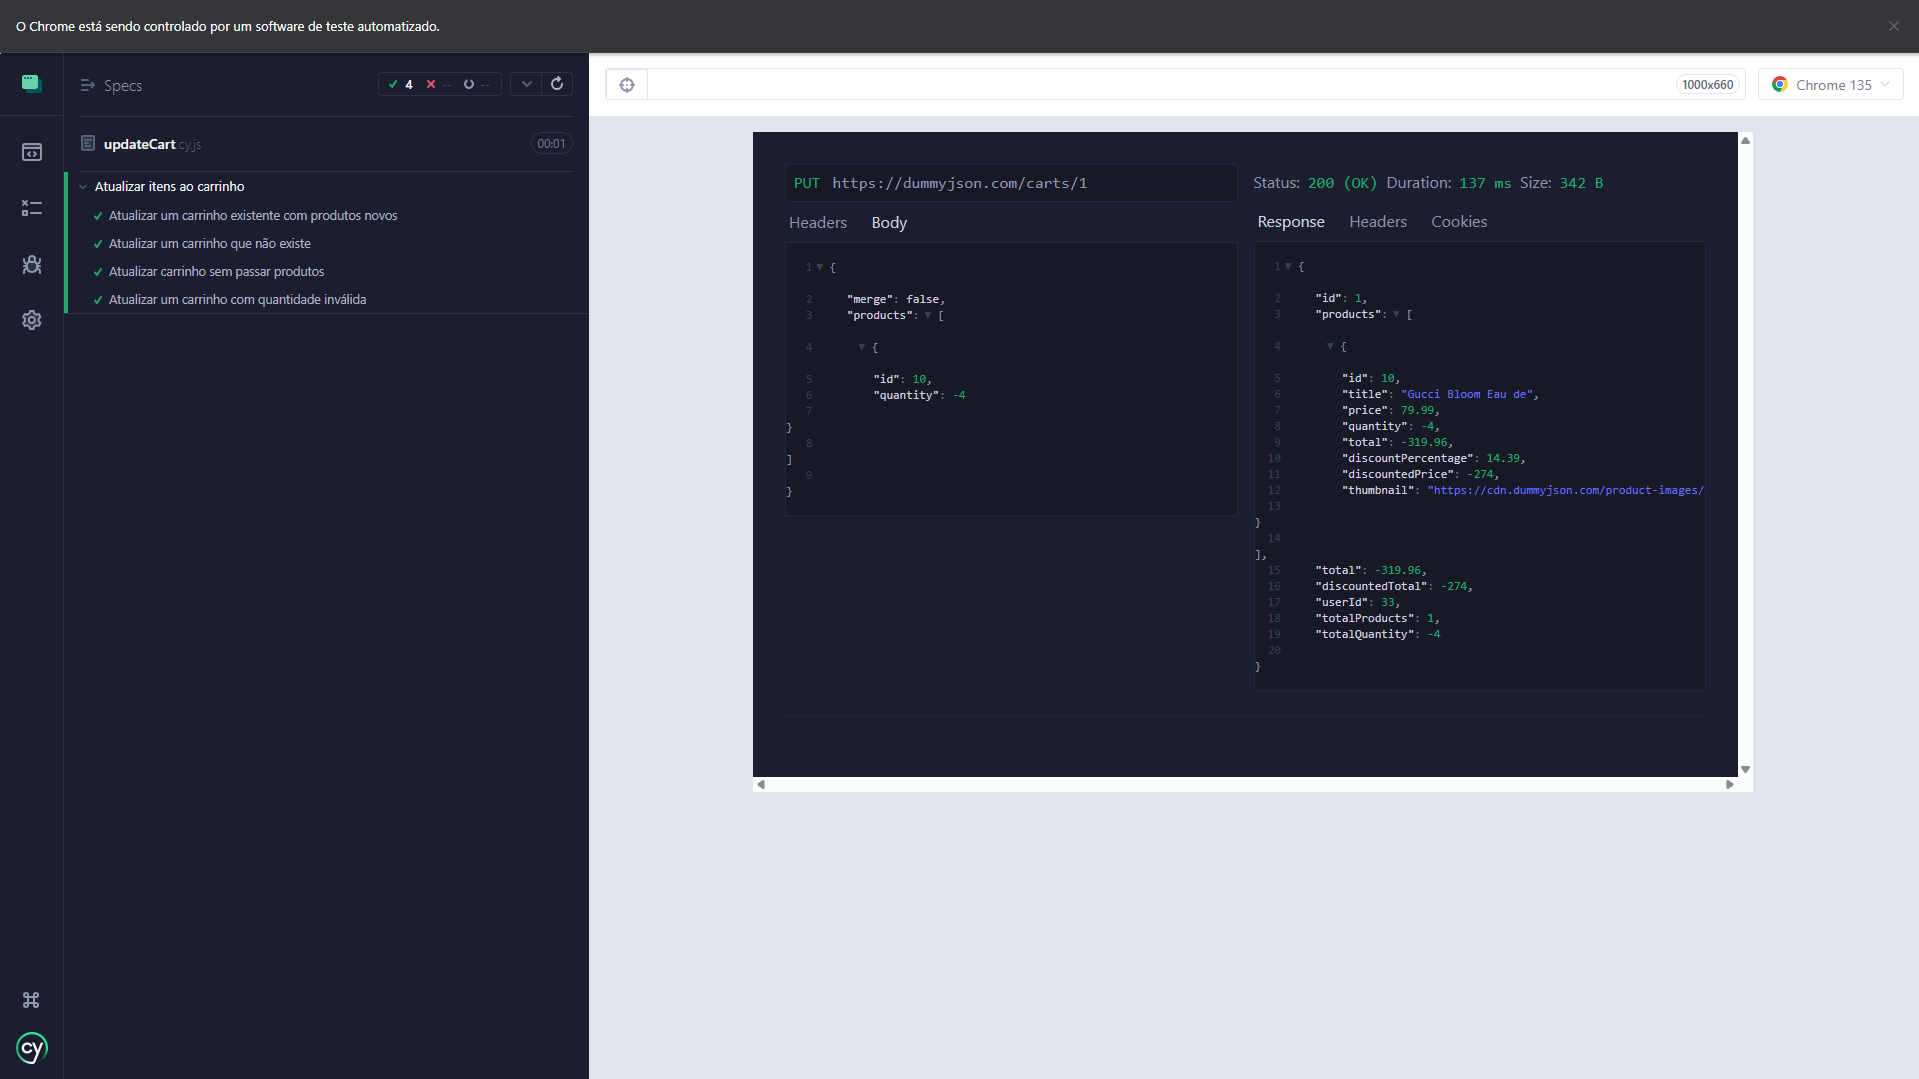 O Chrome está sendo controlado por um software de teste automatizado.
Specs
4 -- --
updateCart.cy.js
00:01
Atualizar itens ao carrinho
Atualizar um carrinho existente com produtos novos
Atualizar um carrinho que não existe
Atualizar carrinho sem passar produtos
Atualizar um carrinho com quantidade inválida
cy
1000x660
Chrome 135
PUT https://dummyjson.com/carts/1
Headers Body
1 {
2 "merge": false,
3 "products": [
4 {
5 "id": 10,
6 "quantity": -4
7
}
8
]
9
}
Status: 200 (OK) Duration: 137 ms Size: 342 B
Response Headers Cookies
1 {
2 "id": 1,
3 "products": [
4 {
5 "id": 10,
6 "title": "Gucci Bloom Eau de",
7 "price": 79.99,
8 "quantity": -4,
9 "total": -319.96,
10 "discountPercentage": 14.39,
11 "discountedPrice": -274,
12 "thumbnail": "https://cdn.dummyjson.com/product-images/
13
}
14
],
15 "total": -319.96,
16 "discountedTotal": -274,
17 "userId": 33,
18 "totalProducts": 1,
19 "totalQuantity": -4
20
}